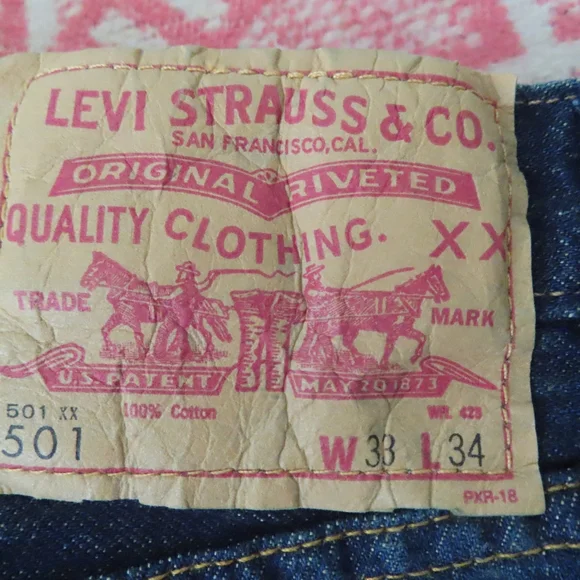 LEVI STRAUSS & CO.
SAN FRANCISCO, CAL.
ORIGINAL RIVETED
QUALITY CLOTHING. XX
TRADE MARK
U.S. PATENT MAY 20 1873
501 XX 100% Cotton WPL 423
501 W 33 L 34
PXR-18